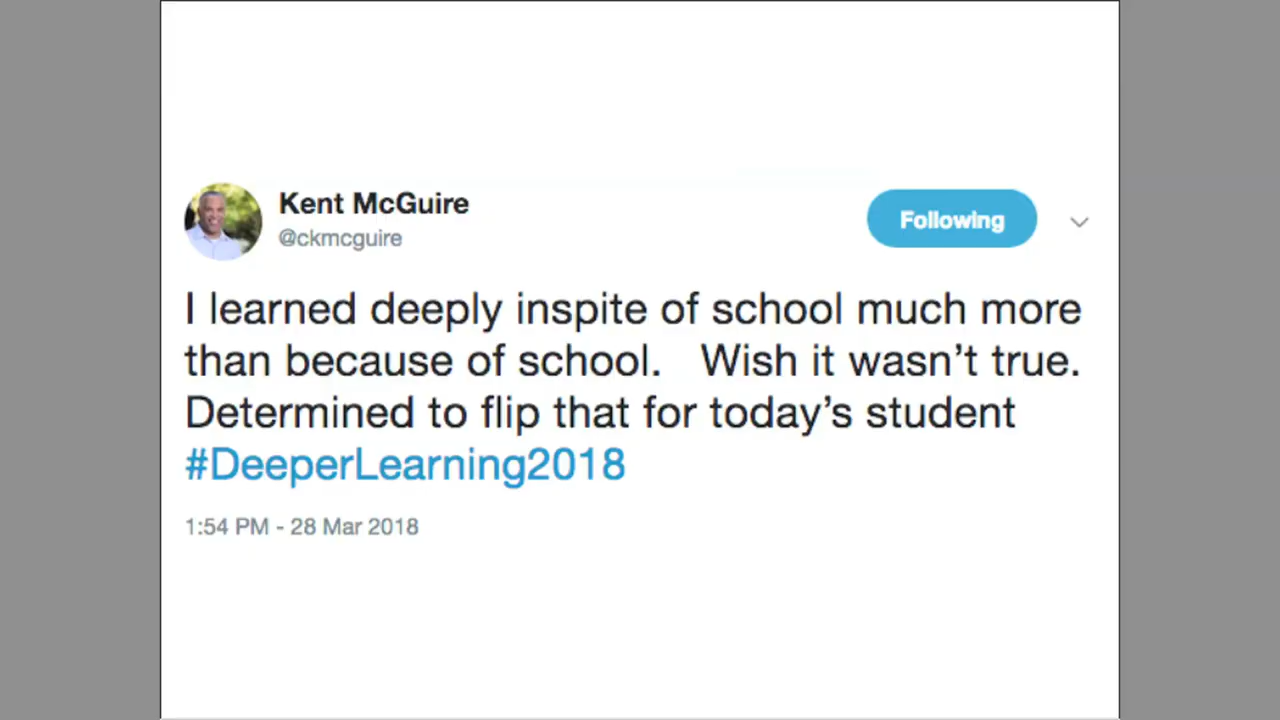 Kent McGuire
@ckmcguire
Following
I learned deeply inspite of school much more
than because of school.   Wish it wasn’t true.
Determined to flip that for today’s student
#DeeperLearning2018
1:54 PM - 28 Mar 2018